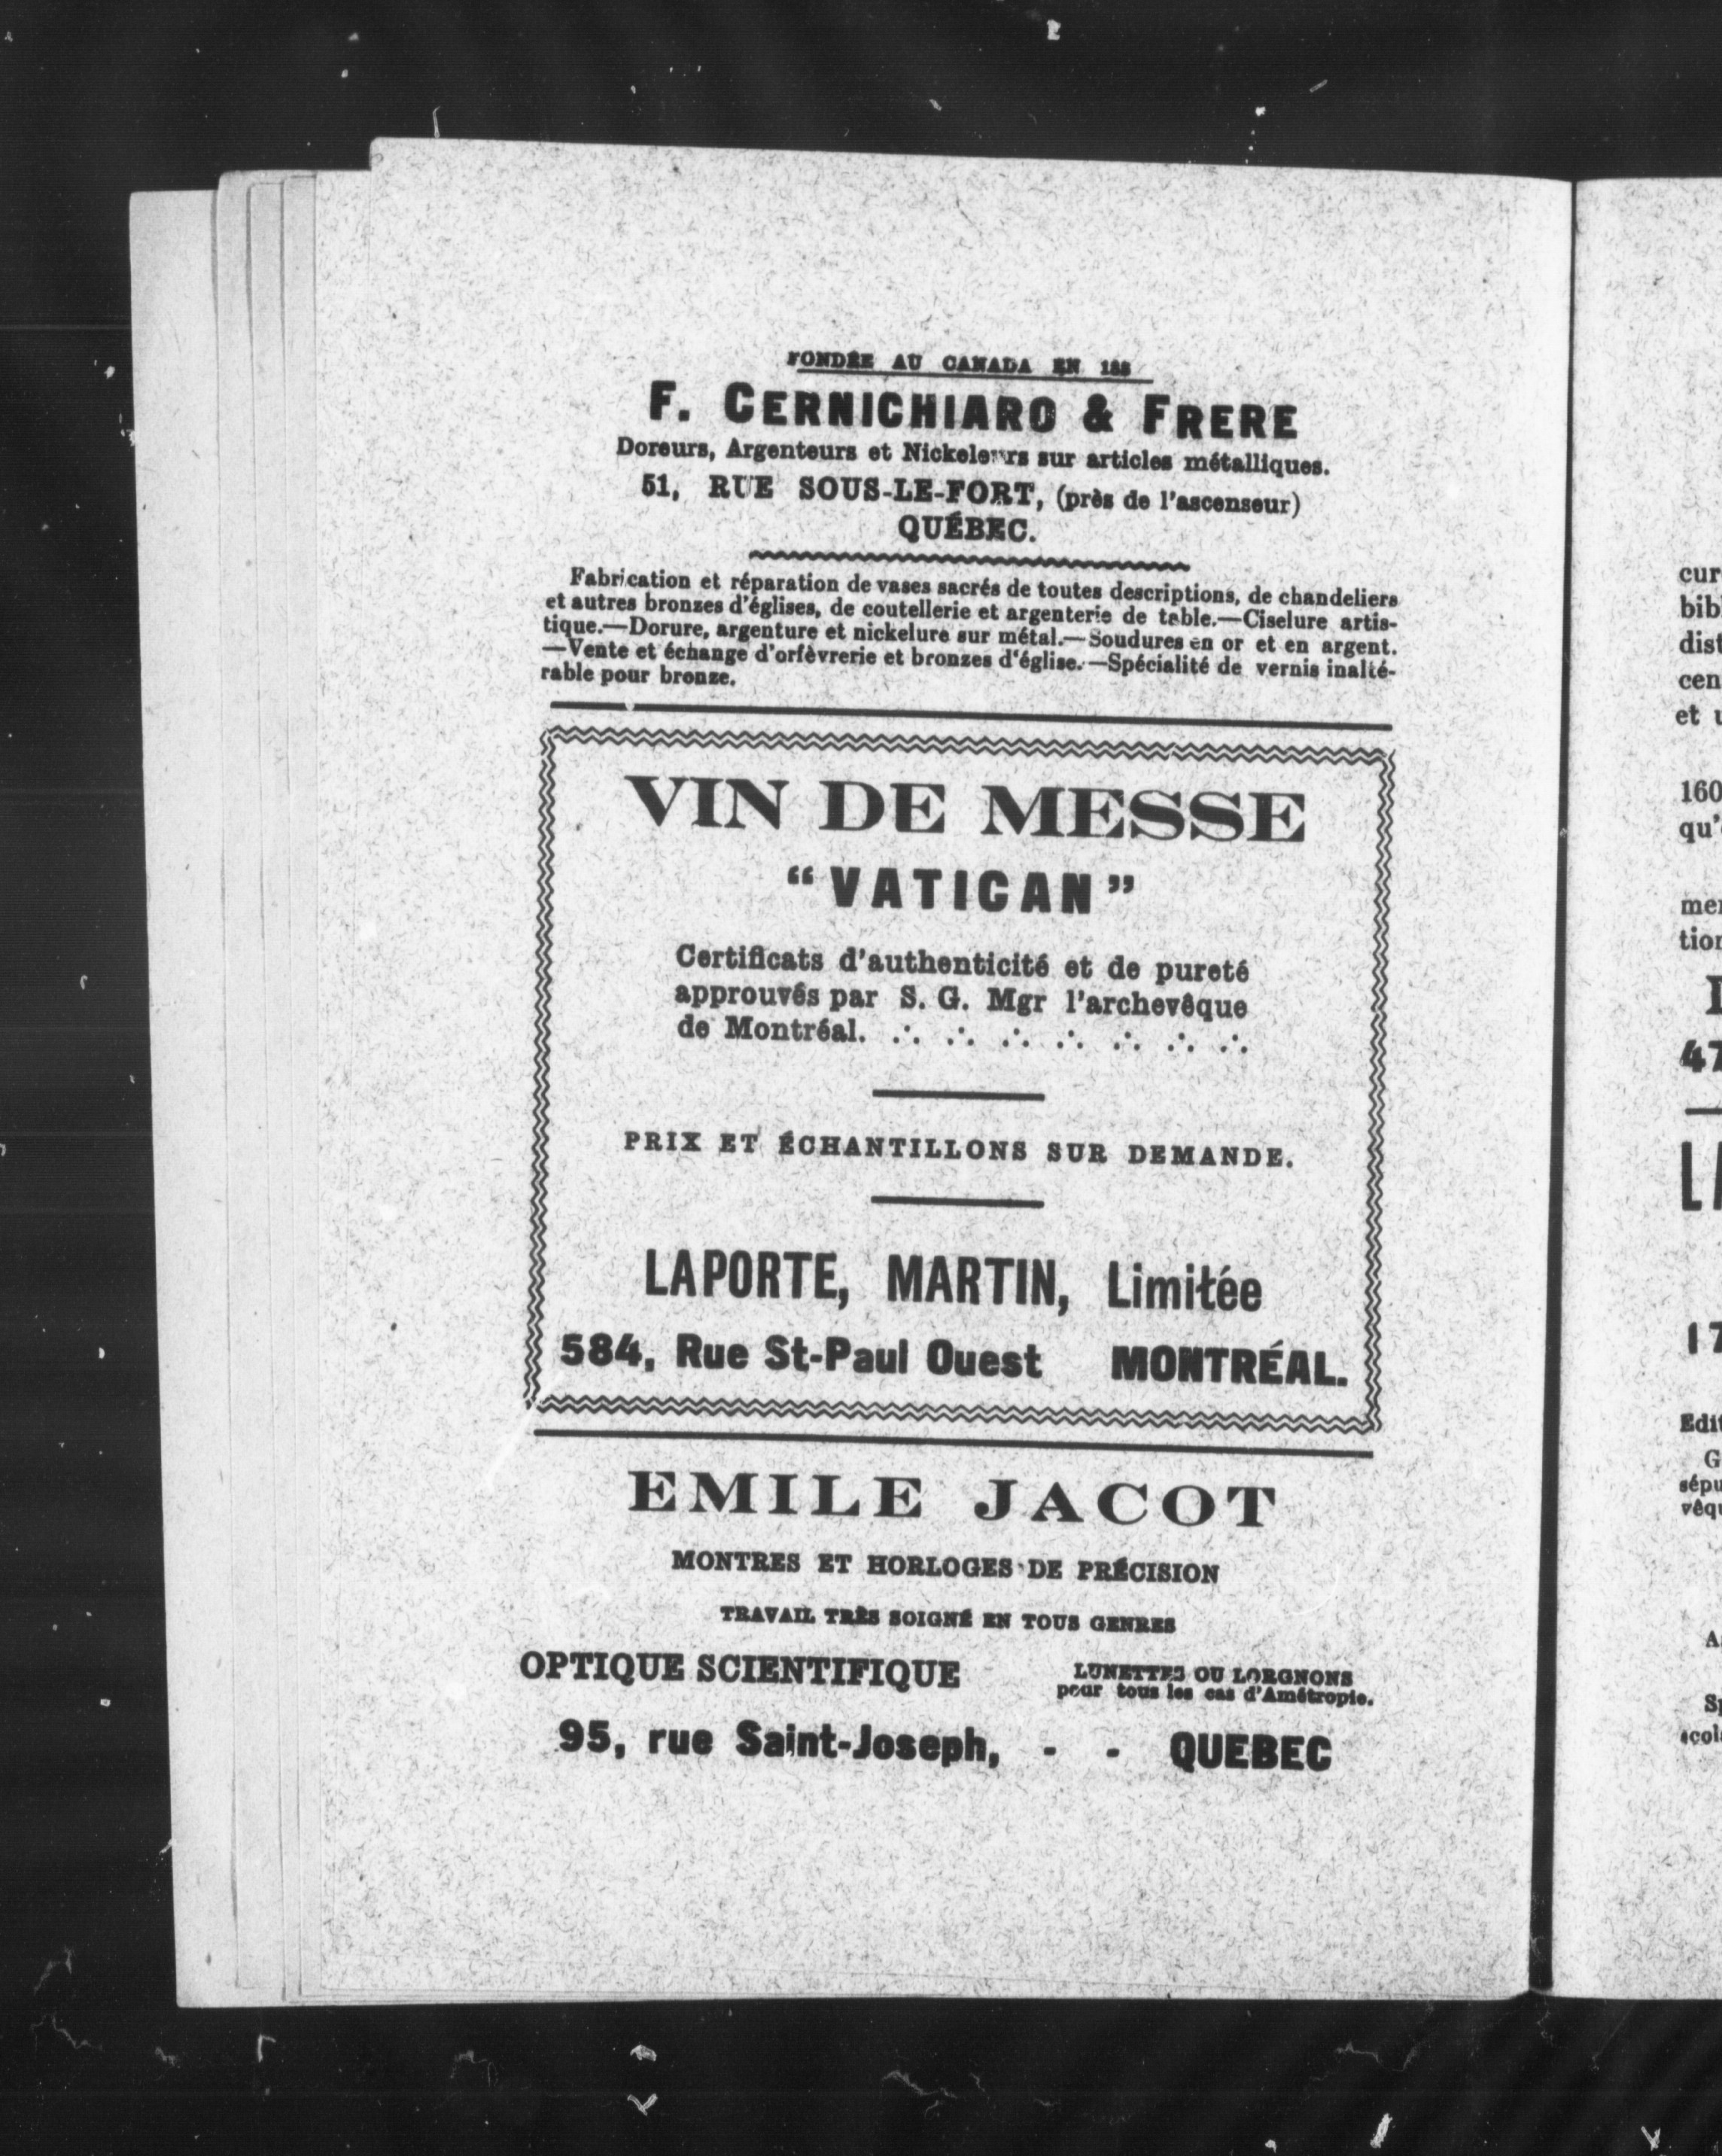 FONDÉE AU CANADA EN 188
F. CERNICHIARO & FRERE
Doreurs, Argenteurs et Nickeleurs sur articles métalliques.
51, RUE SOUS-LE-FORT, (près de l'ascenseur)
QUÉBEC.
Fabrication et réparation de vases sacrés de toutes descriptions, de chandeliers
et autres bronzes d'églises, de coutellerie et argenterie de table.—Ciselure artis-
tique.—Dorure, argenture et nickelure sur métal.—Soudures en or et en argent.
—Vente et échange d'orfèvrerie et bronzes d'église.—Spécialité de vernis inalté-
rable pour bronze.
VIN DE MESSE
"VATICAN"
Certificats d'authenticité et de pureté
approuvés par S. G. Mgr l'archevêque
de Montréal. ∴ ∴ ∴ ∴ ∴ ∴ ∴
PRIX ET ÉCHANTILLONS SUR DEMANDE.
LAPORTE, MARTIN, Limitée
584, Rue St-Paul Ouest MONTRÉAL.
EMILE JACOT
MONTRES ET HORLOGES DE PRÉCISION
TRAVAIL TRÈS SOIGNÉ EN TOUS GENRES
OPTIQUE SCIENTIFIQUE
LUNETTES OU LORGNONS
pour tous les cas d'Amétropie.
95, rue Saint-Joseph, - - QUEBEC
cur
bib
dist
cen
et
160
qu'
mer
tion
47
17
Edit
G
sépu
vêqu